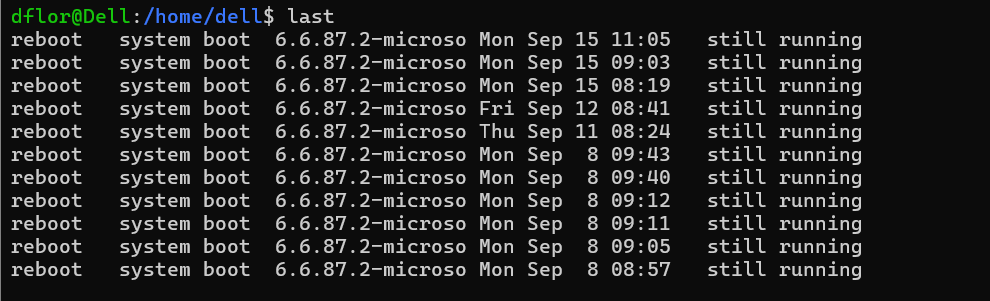 dflor@Dell:/home/dell$ last
reboot   system boot  6.6.87.2-microso Mon Sep 15 11:05   still running
reboot   system boot  6.6.87.2-microso Mon Sep 15 09:03   still running
reboot   system boot  6.6.87.2-microso Mon Sep 15 08:19   still running
reboot   system boot  6.6.87.2-microso Fri Sep 12 08:41   still running
reboot   system boot  6.6.87.2-microso Thu Sep 11 08:24   still running
reboot   system boot  6.6.87.2-microso Mon Sep  8 09:43   still running
reboot   system boot  6.6.87.2-microso Mon Sep  8 09:40   still running
reboot   system boot  6.6.87.2-microso Mon Sep  8 09:12   still running
reboot   system boot  6.6.87.2-microso Mon Sep  8 09:11   still running
reboot   system boot  6.6.87.2-microso Mon Sep  8 09:05   still running
reboot   system boot  6.6.87.2-microso Mon Sep  8 08:57   still running